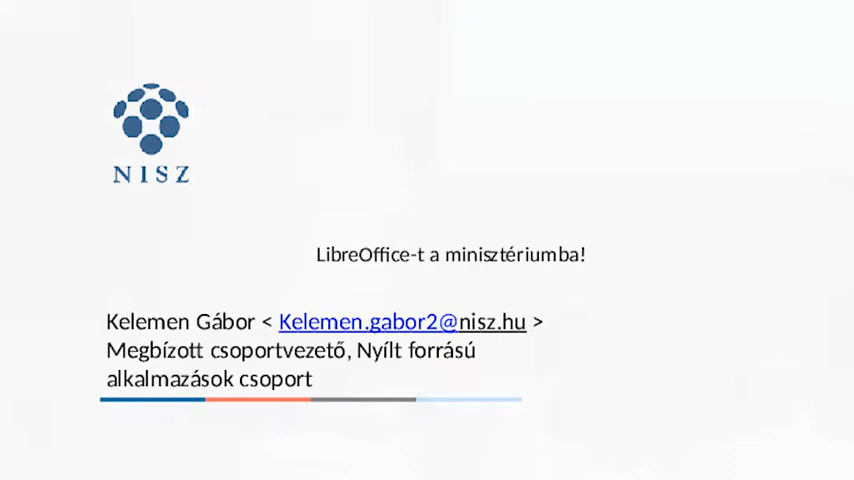 NISZ
LibreOffice-t a minisztériumba!
Kelemen Gábor < Kelemen.gabor2@nisz.hu >
Megbízott csoportvezető, Nyílt forrású
alkalmazások csoport